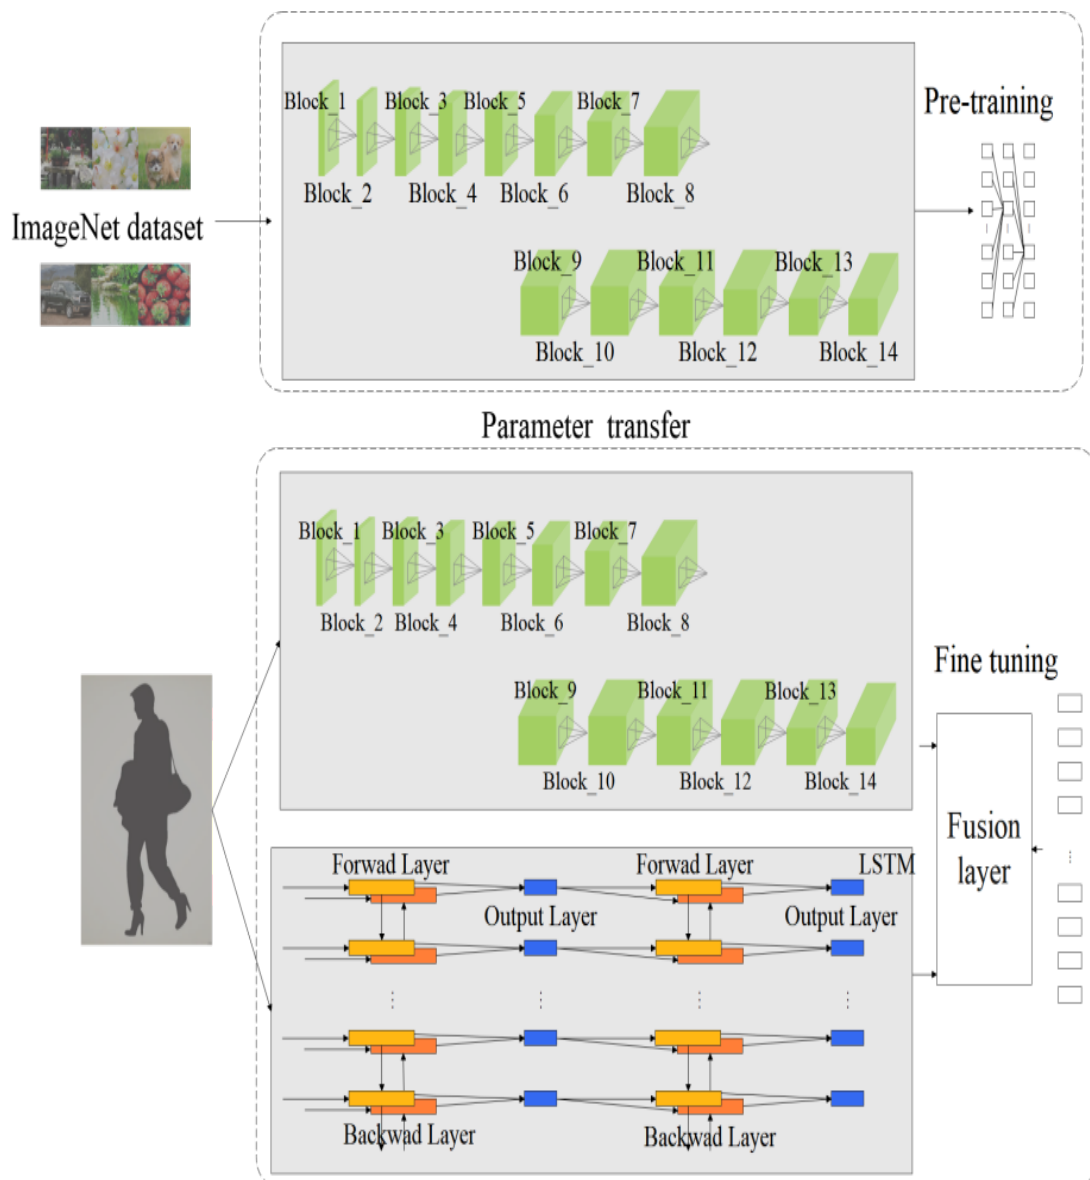 Block_1
Block_3
Block_5
Block_7
Pre-training
Block_2
Block_4
Block_6
Block_8
ImageNet dataset
Block_9
Block_11
Block_13
Block_10
Block_12
Block_14
Parameter transfer
Block_1
Block_3
Block_5
Block_7
Block_2
Block_4
Block_6
Block_8
Fine tuning
Block_9
Block_11
Block_13
Block_10
Block_12
Block_14
Fusion
layer
Forwad Layer
Forwad Layer
LSTM
Output Layer
Output Layer
Backwad Layer
Backwad Layer